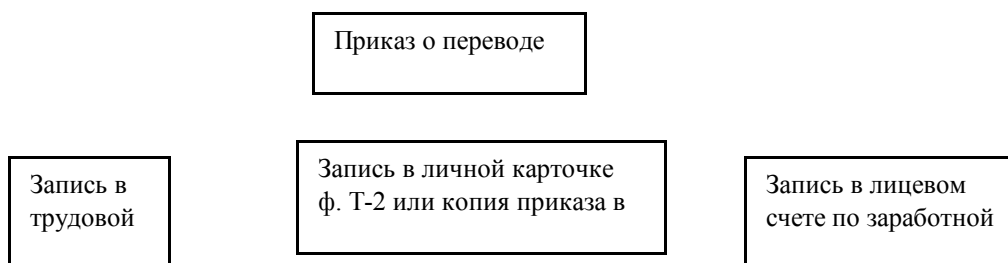 Приказ о переводе
Запись в
трудовой
Запись в личной карточке
ф. Т-2 или копия приказа в
Запись в лицевом
счете по заработной